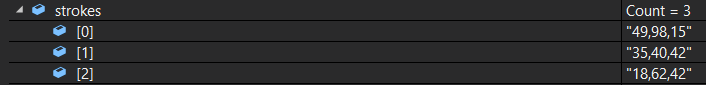 strokes Count = 3
[0] "49,98,15"
[1] "35,40,42"
[2] "18,62,42"